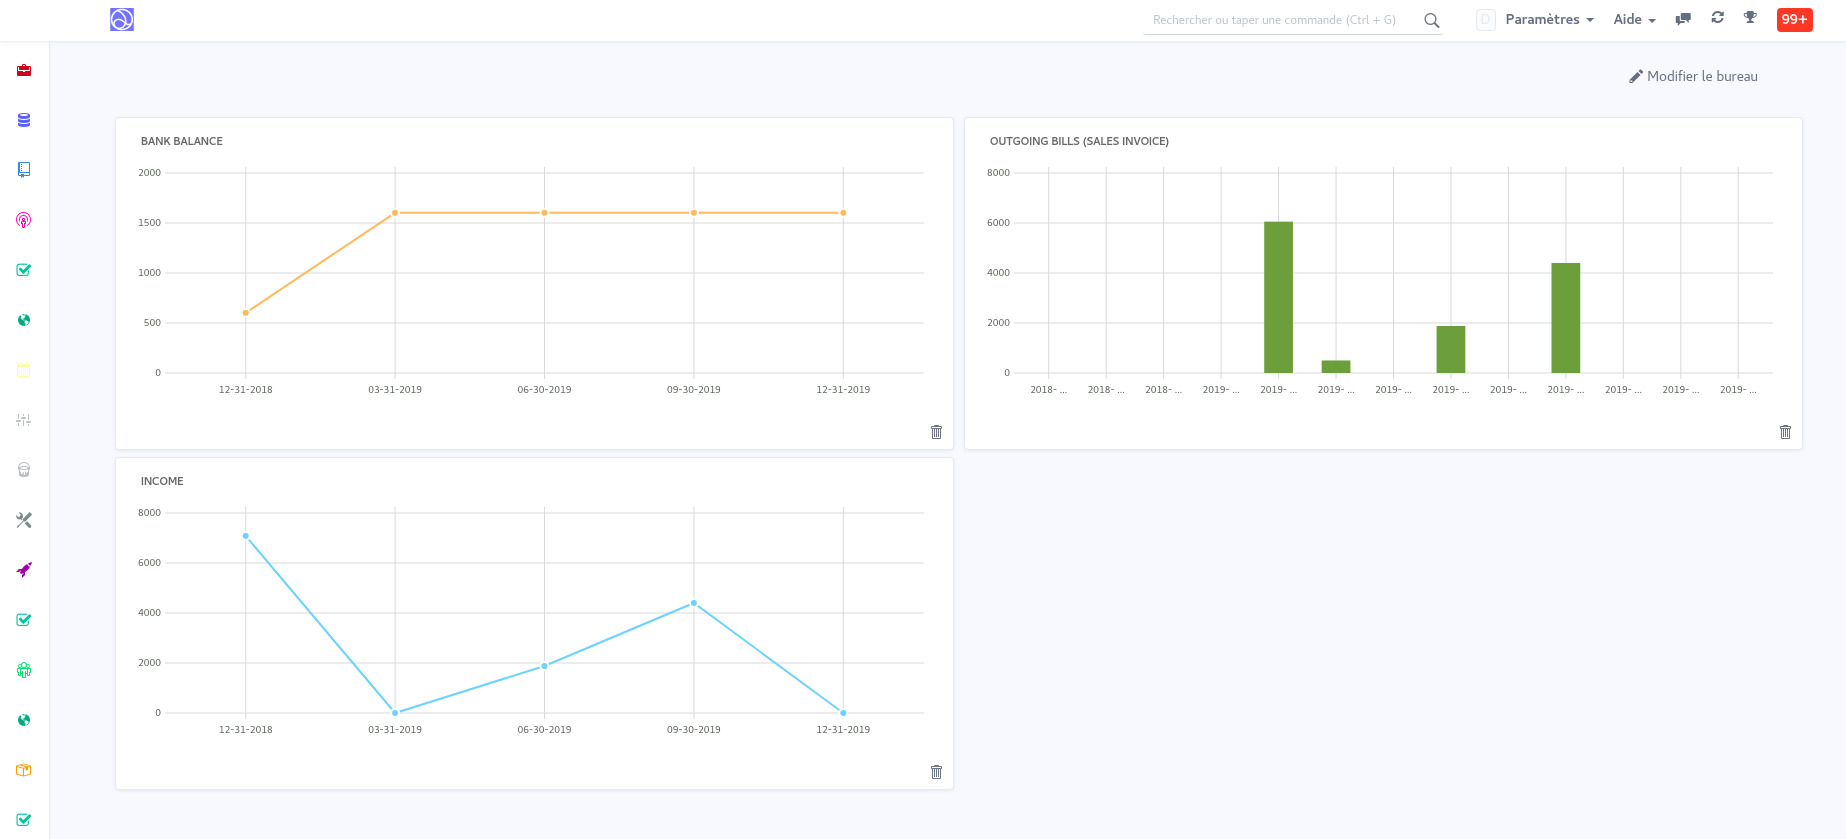 Rechercher ou taper une commande (Ctrl + G)
D Paramètres Aide 99+
Modifier le bureau
BANK BALANCE
2000
1500
1000
500
0
12-31-2018 03-31-2019 06-30-2019 09-30-2019 12-31-2019
OUTGOING BILLS (SALES INVOICE)
8000
6000
4000
2000
0
2018- ... 2018- ... 2018- ... 2019- ... 2019- ... 2019- ... 2019- ... 2019- ... 2019- ... 2019- ... 2019- ... 2019- ... 2019- ...
INCOME
8000
6000
4000
2000
0
12-31-2018 03-31-2019 06-30-2019 09-30-2019 12-31-2019